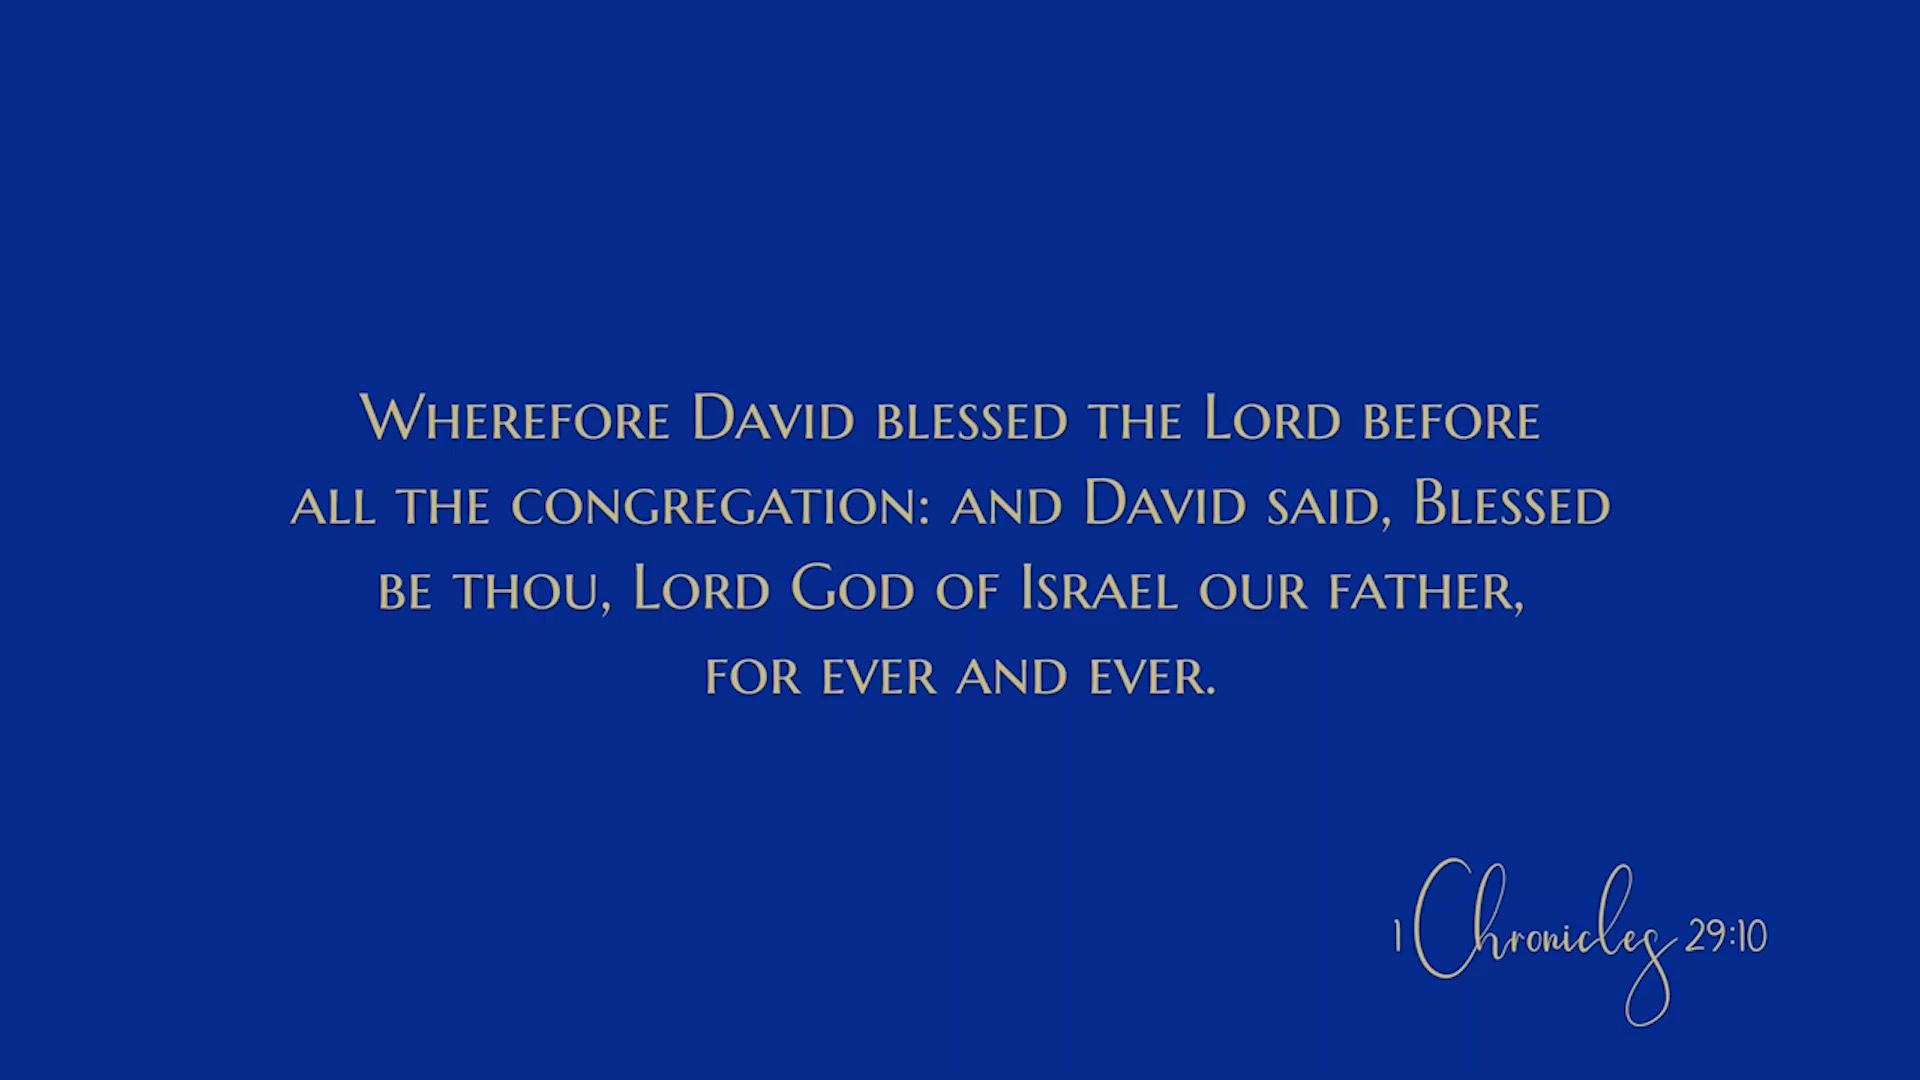 Wherefore David blessed the Lord before
all the congregation: and David said, Blessed
be thou, Lord God of Israel our father,
for ever and ever.
1 Chronicles 29:10